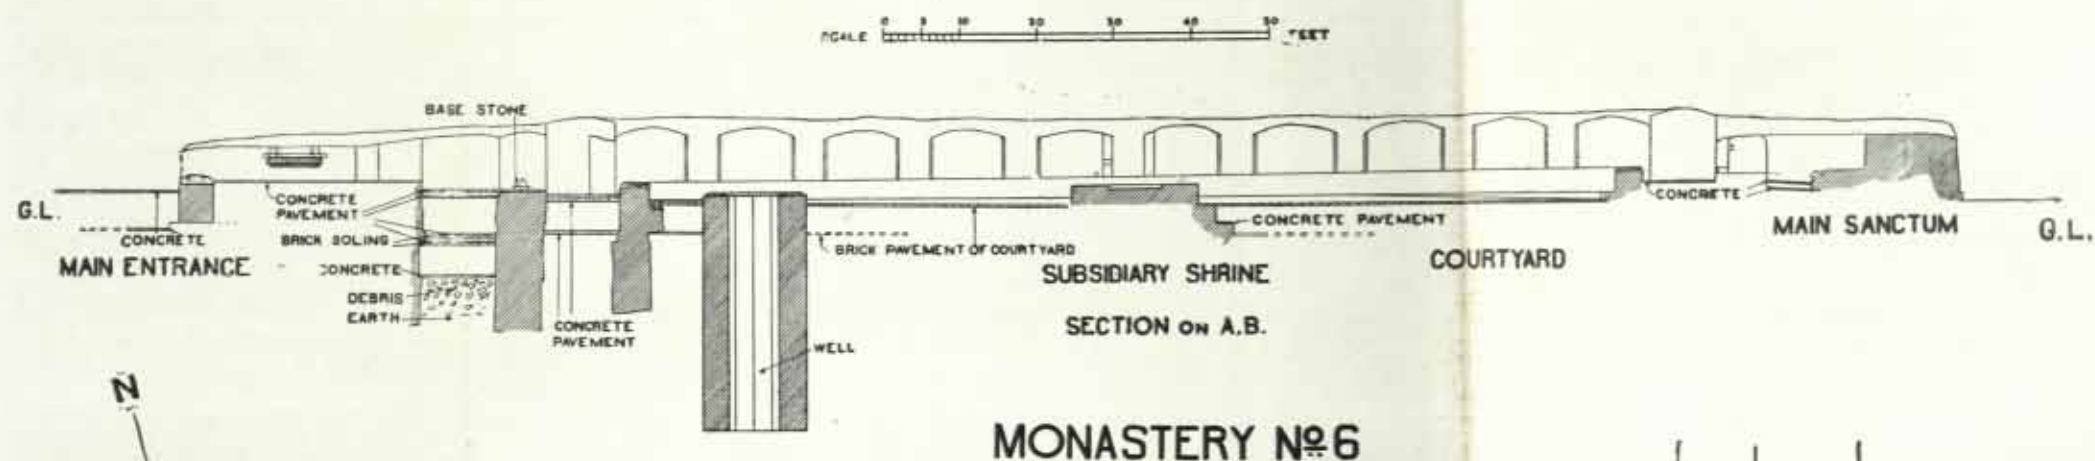 0 5 10 20 30 40 50
SCALE FEET
BASE STONE
G.L.
CONCRETE
MAIN ENTRANCE
CONCRETE
PAVEMENT
BRICK SOLING
CONCRETE
DEBRIS
EARTH
CONCRETE
PAVEMENT
WELL
BRICK PAVEMENT OF COURTYARD
CONCRETE PAVEMENT
SUBSIDIARY SHRINE
SECTION ON A.B.
COURTYARD
CONCRETE
MAIN SANCTUM
G.L.
N
MONASTERY No 6